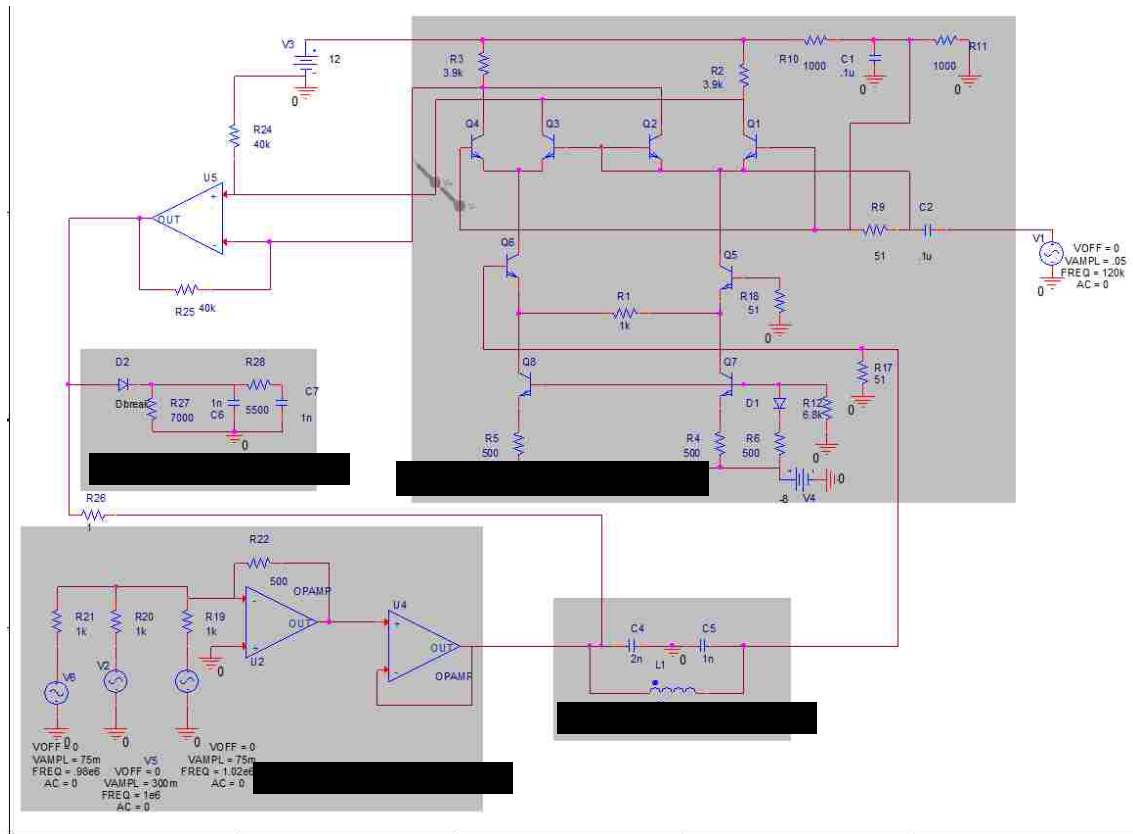 V3
12
0
R3
3.9k
R2
3.9k
R10
1000
C1
.1u
0
R11
1000
0
R24
40k
Q4
Q3
Q2
Q1
U5
+
OUT
-
R25
40k
V+
V-
R9
51
C2
.1u
V1
VOFF = 0
VAMPL = .05
FREQ = 120k
AC = 0
0
Q6
Q5
R1
1k
R18
51
0
D2
Dbreak
R27
7000
1n
C6
R28
5500
C7
1n
0
Q8
Q7
R17
51
0
D1
R12
6.8k
0
R5
500
R4
500
R6
500
-8
V4
0
R26
1
R22
500
OPAMP
-
OUT
+
U2
0
U4
+
OUT
-
OPAMP
R21
1k
R20
1k
R19
1k
V6
V2
0
0
0
VOFF = 0
VAMPL = 75m
FREQ = .98e6
AC = 0
V5
VOFF = 0
VAMPL = 300m
FREQ = 1e6
AC = 0
VOFF = 0
VAMPL = 75m
FREQ = 1.02e6
AC = 0
C4
2n
C5
1n
0
L1